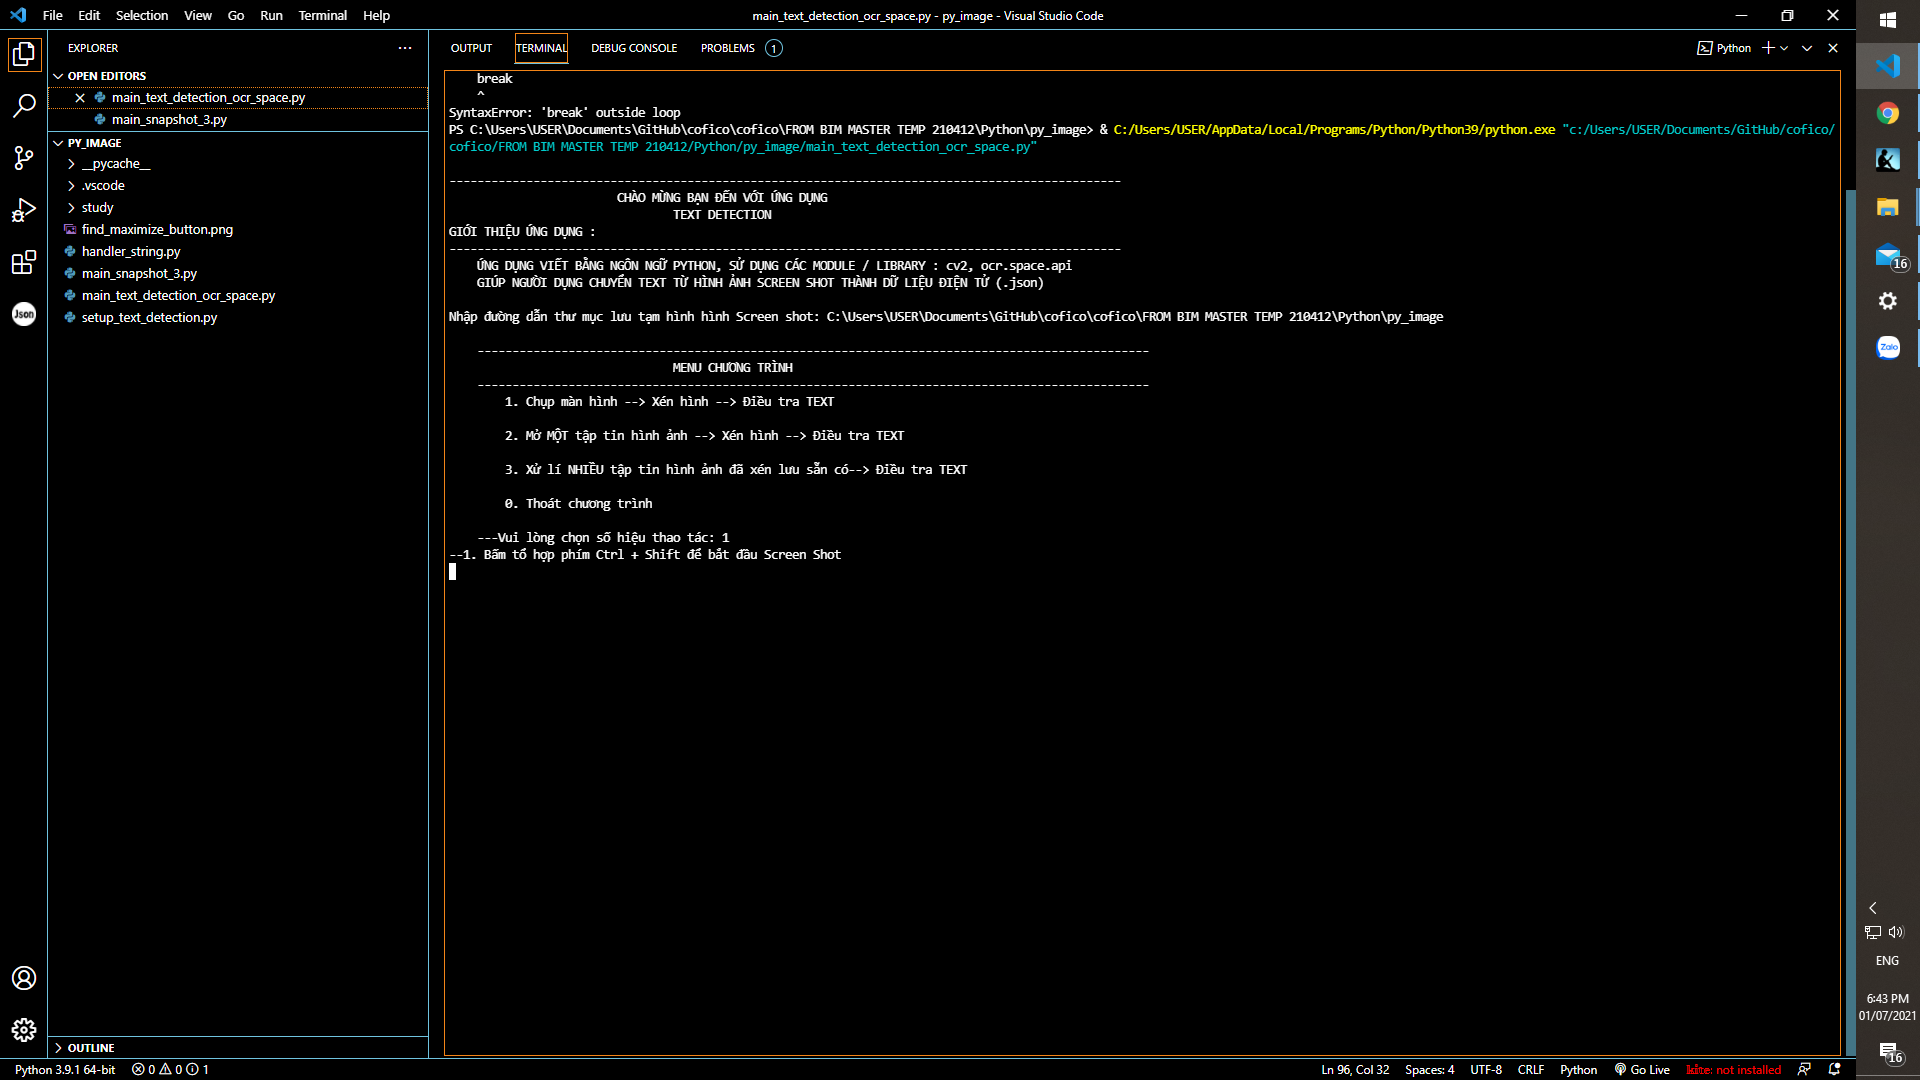 File Edit Selection View Go Run Terminal Help
main_text_detection_ocr_space.py - py_image - Visual Studio Code
EXPLORER
OPEN EDITORS
main_text_detection_ocr_space.py
main_snapshot_3.py
PY_IMAGE
__pycache__
.vscode
study
find_maximize_button.png
handler_string.py
main_snapshot_3.py
main_text_detection_ocr_space.py
setup_text_detection.py
Json
OUTLINE
OUTPUT TERMINAL DEBUG CONSOLE PROBLEMS 1
Python
break
^
SyntaxError: 'break' outside loop
PS C:\Users\USER\Documents\GitHub\cofico\cofico\FROM BIM MASTER TEMP 210412\Python\py_image> & C:/Users/USER/AppData/Local/Programs/Python/Python39/python.exe "c:/Users/USER/Documents/GitHub/cofico/
cofico/FROM BIM MASTER TEMP 210412/Python/py_image/main_text_detection_ocr_space.py"
------------------------------------------------------------------------------------------------
CHÀO MỪNG BẠN ĐẾN VỚI ỨNG DỤNG
TEXT DETECTION
GIỚI THIỆU ỨNG DỤNG :
------------------------------------------------------------------------------------------------
ỨNG DỤNG VIẾT BẰNG NGÔN NGỮ PYTHON, SỬ DỤNG CÁC MODULE / LIBRARY : cv2, ocr.space.api
GIÚP NGƯỜI DỤNG CHUYỂN TEXT TỪ HÌNH ẢNH SCREEN SHOT THÀNH DỮ LIỆU ĐIỆN TỬ (.json)
Nhập đường dẫn thư mục lưu tạm hình hình Screen shot: C:\Users\USER\Documents\GitHub\cofico\cofico\FROM BIM MASTER TEMP 210412\Python\py_image
------------------------------------------------------------------------------------------------
MENU CHƯƠNG TRÌNH
------------------------------------------------------------------------------------------------
1. Chụp màn hình --> Xén hình --> Điều tra TEXT
2. Mở MỘT tập tin hình ảnh --> Xén hình --> Điều tra TEXT
3. Xử lí NHIỀU tập tin hình ảnh đã xén lưu sẵn có--> Điều tra TEXT
0. Thoát chương trình
---Vui lòng chọn số hiệu thao tác: 1
--1. Bấm tổ hợp phím Ctrl + Shift để bắt đầu Screen Shot
16
Zalo
ENG
6:43 PM
01/07/2021
16
Python 3.9.1 64-bit 0 0 1
Ln 96, Col 32 Spaces: 4 UTF-8 CRLF Python Go Live kite: not installed